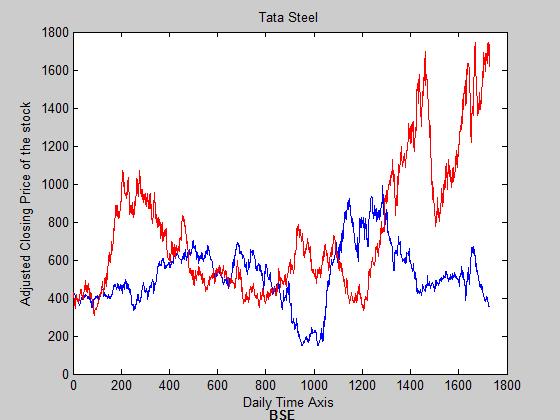 Tata Steel
Adjusted Closing Price of the stock
1800
1600
1400
1200
1000
800
600
400
200
0
0 200 400 600 800 1000 1200 1400 1600 1800
Daily Time Axis
BSE